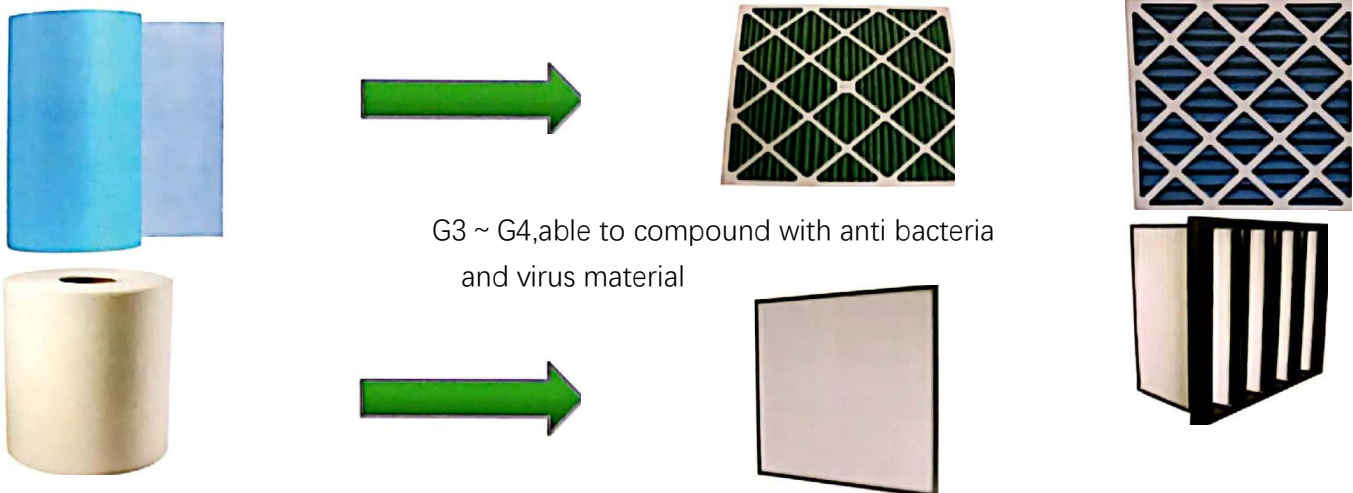 G3 ~ G4,able to compound with anti bacteria
and virus material